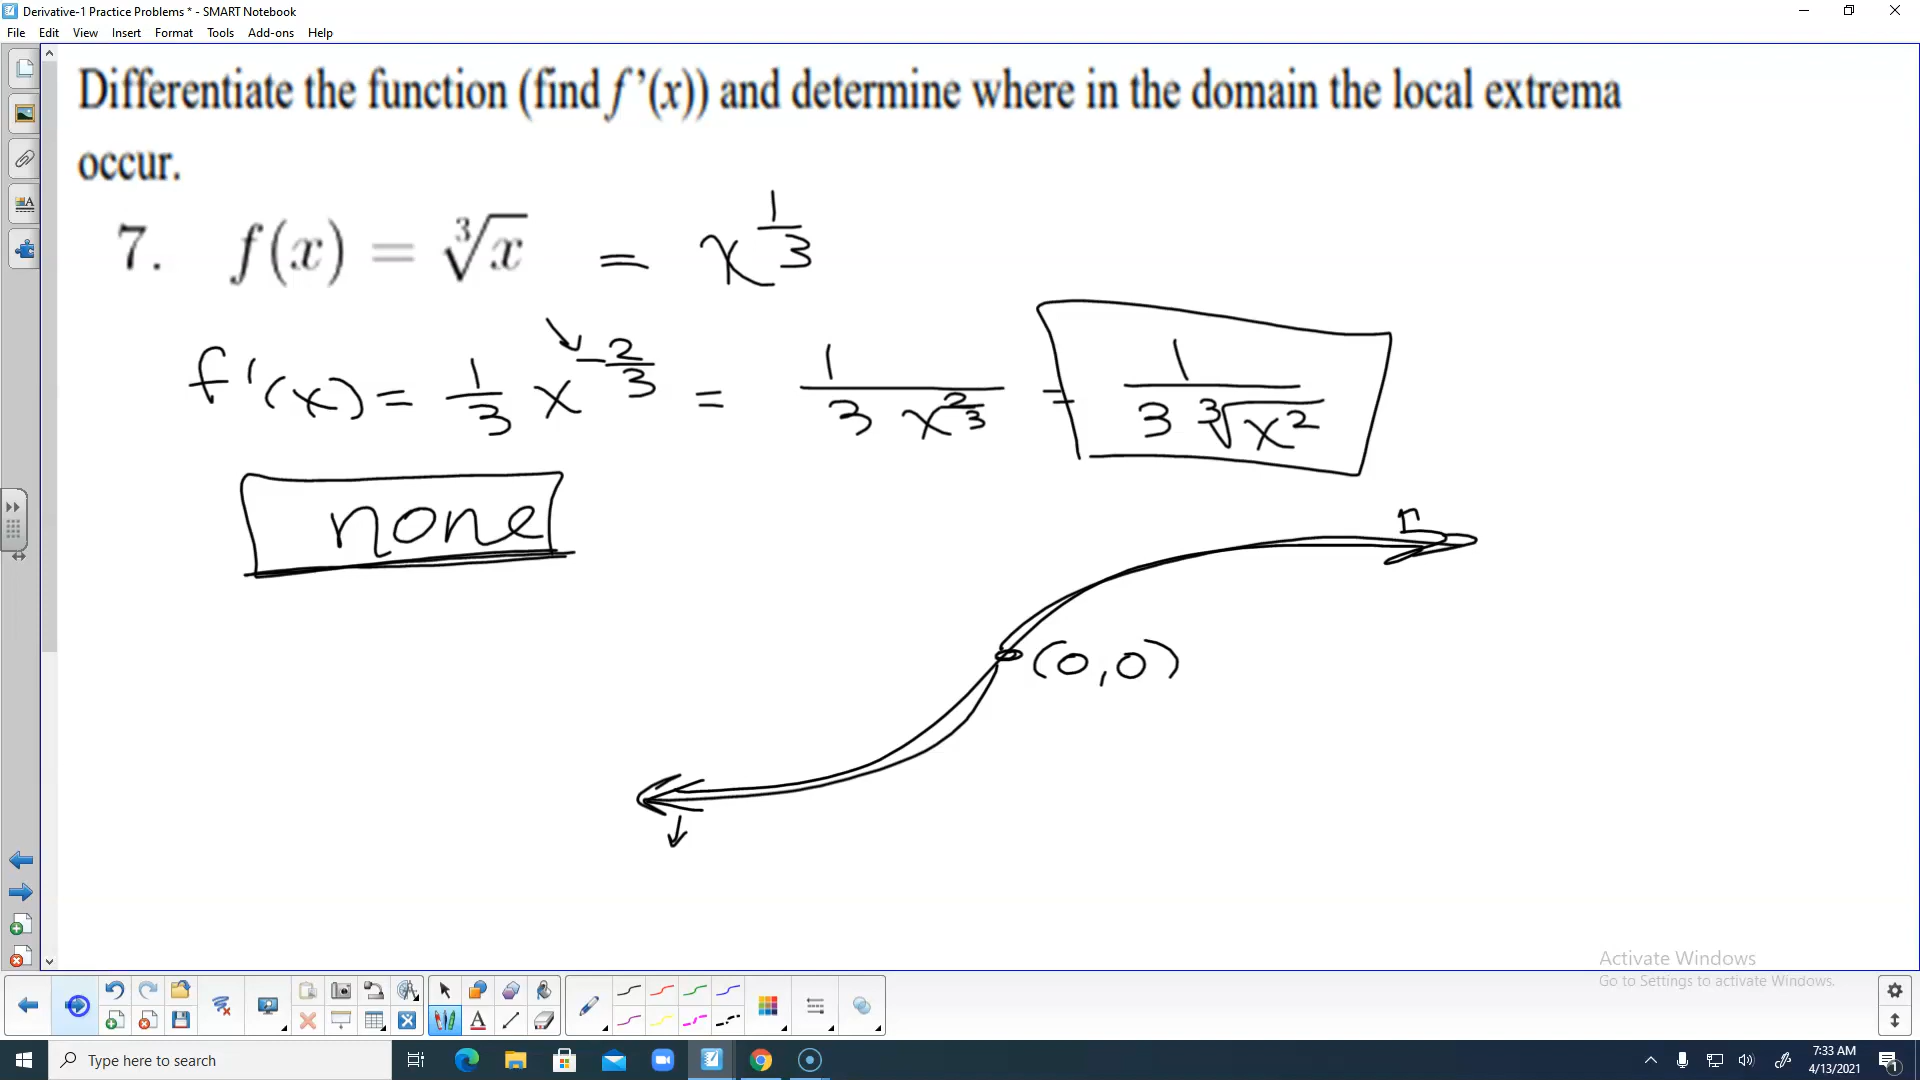 Derivative-1 Practice Problems * - SMART Notebook
File Edit View Insert Format Tools Add-ons Help
Differentiate the function (find f’(x)) and determine where in the domain the local extrema
occur.
7. f(x) = ∛x = x^(1/3)
f'(x) = 1/3 x^(-2/3) = 1/(3 x^(2/3)) = 1/(3 ∛(x^2))
none
(0,0)
Activate Windows
Go to Settings to activate Windows.
Type here to search
7:33 AM
4/13/2021
1